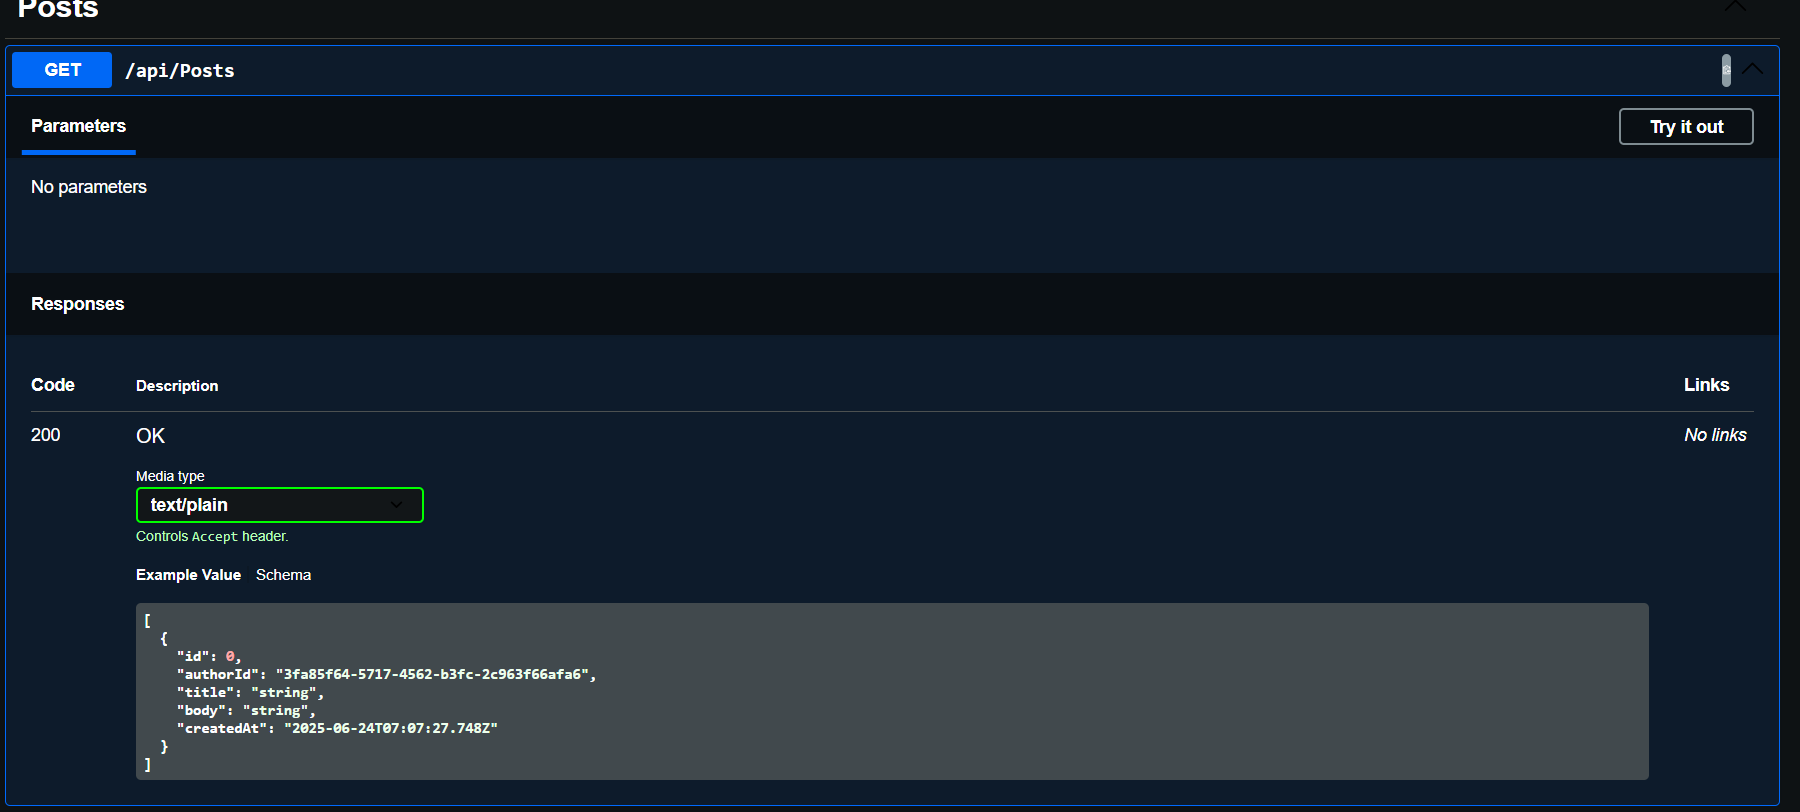 Posts
GET /api/Posts
Parameters
Try it out
No parameters
Responses
Code Description Links
200 OK No links
Media type
text/plain
Controls Accept header.
Example Value Schema
[
  {
    "id": 0,
    "authorId": "3fa85f64-5717-4562-b3fc-2c963f66afa6",
    "title": "string",
    "body": "string",
    "createdAt": "2025-06-24T07:07:27.748Z"
  }
]